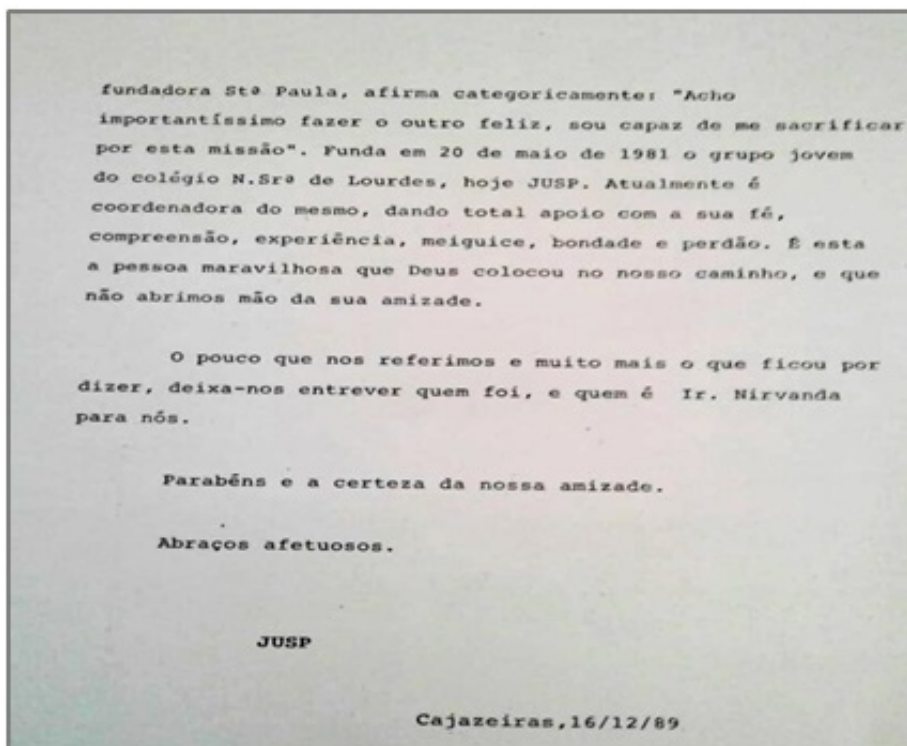 fundadora Stª Paula, afirma categoricamente: "Acho
importantíssimo fazer o outro feliz, sou capaz de me sacrificar
por esta missão". Funda em 20 de maio de 1981 o grupo jovem
do colégio N.Srª de Lourdes, hoje JUSP. Atualmente é
coordenadora do mesmo, dando total apoio com a sua fé,
compreensão, experiência, meiguice, bondade e perdão. É esta
a pessoa maravilhosa que Deus colocou no nosso caminho, e que
não abrimos mão da sua amizade.
O pouco que nos referimos e muito mais o que ficou por
dizer, deixa-nos entrever quem foi, e quem é Ir. Nirvanda
para nós.
Parabéns e a certeza da nossa amizade.
Abraços afetuosos.
JUSP
Cajazeiras,16/12/89